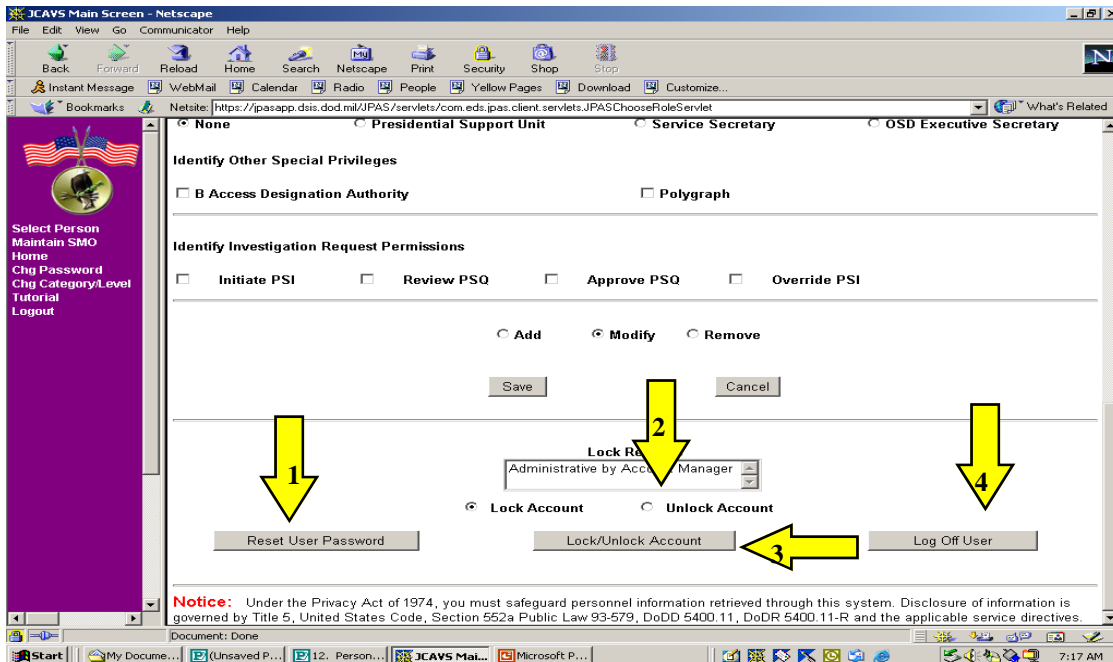 JCAVS Main Screen - Netscape
File Edit View Go Communicator Help
Back Forward Reload Home Search Netscape Print Security Shop Stop
My
N
Instant Message WebMail Calendar Radio People Yellow Pages Download Customize...
Bookmarks Netsite: https://jpasapp.dsis.dod.mil/JPAS/servlets/com.eds.jpas.client.servlets.JPASChooseRoleServlet What's Related
None Presidential Support Unit Service Secretary OSD Executive Secretary
Identify Other Special Privileges
B Access Designation Authority Polygraph
Select Person
Maintain SMO
Home
Chg Password
Chg Category/Level
Tutorial
Logout
Identify Investigation Request Permissions
Initiate PSI Review PSQ Approve PSQ Override PSI
Add Modify Remove
Save Cancel
2
Lock Re
Administrative by Acco Manager
1
4
Lock Account Unlock Account
Reset User Password Lock/Unlock Account 3 Log Off User
Notice: Under the Privacy Act of 1974, you must safeguard personnel information retrieved through this system. Disclosure of information is
governed by Title 5, United States Code, Section 552a Public Law 93-579, DoDD 5400.11, DoDR 5400.11-R and the applicable service directives.
Document: Done
Start My Docume... (Unsaved P... 12. Person... JCAVS Mai... Microsoft P... 7:17 AM